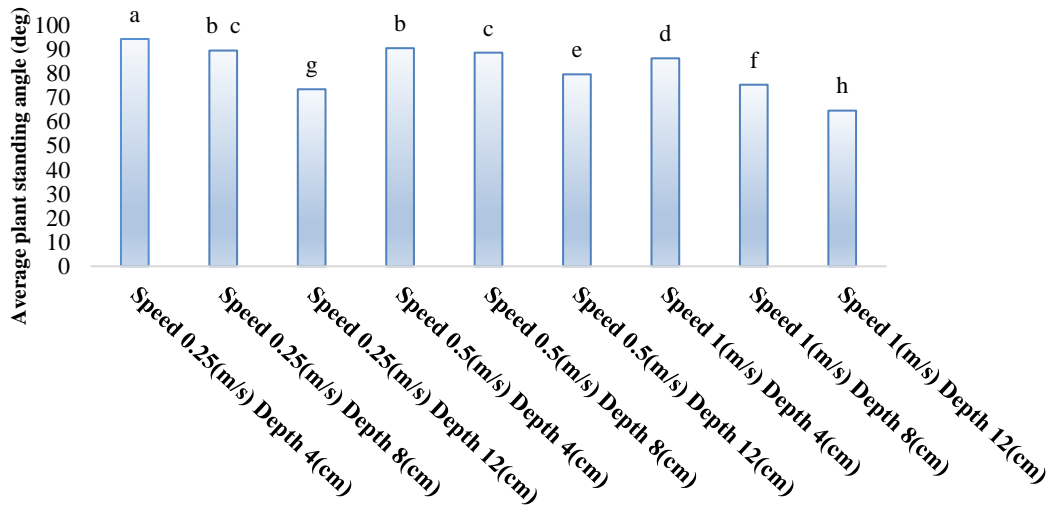 Average plant standing angle (deg)
100
90
80
70
60
50
40
30
20
10
0
a
b c
g
b
c
e
d
f
h
Speed 0.25(m/s) Depth 4(cm)
Speed 0.25(m/s) Depth 8(cm)
Speed 0.25(m/s) Depth 12(cm)
Speed 0.5(m/s) Depth 4(cm)
Speed 0.5(m/s) Depth 8(cm)
Speed 0.5(m/s) Depth 12(cm)
Speed 1(m/s) Depth 4(cm)
Speed 1(m/s) Depth 8(cm)
Speed 1(m/s) Depth 12(cm)